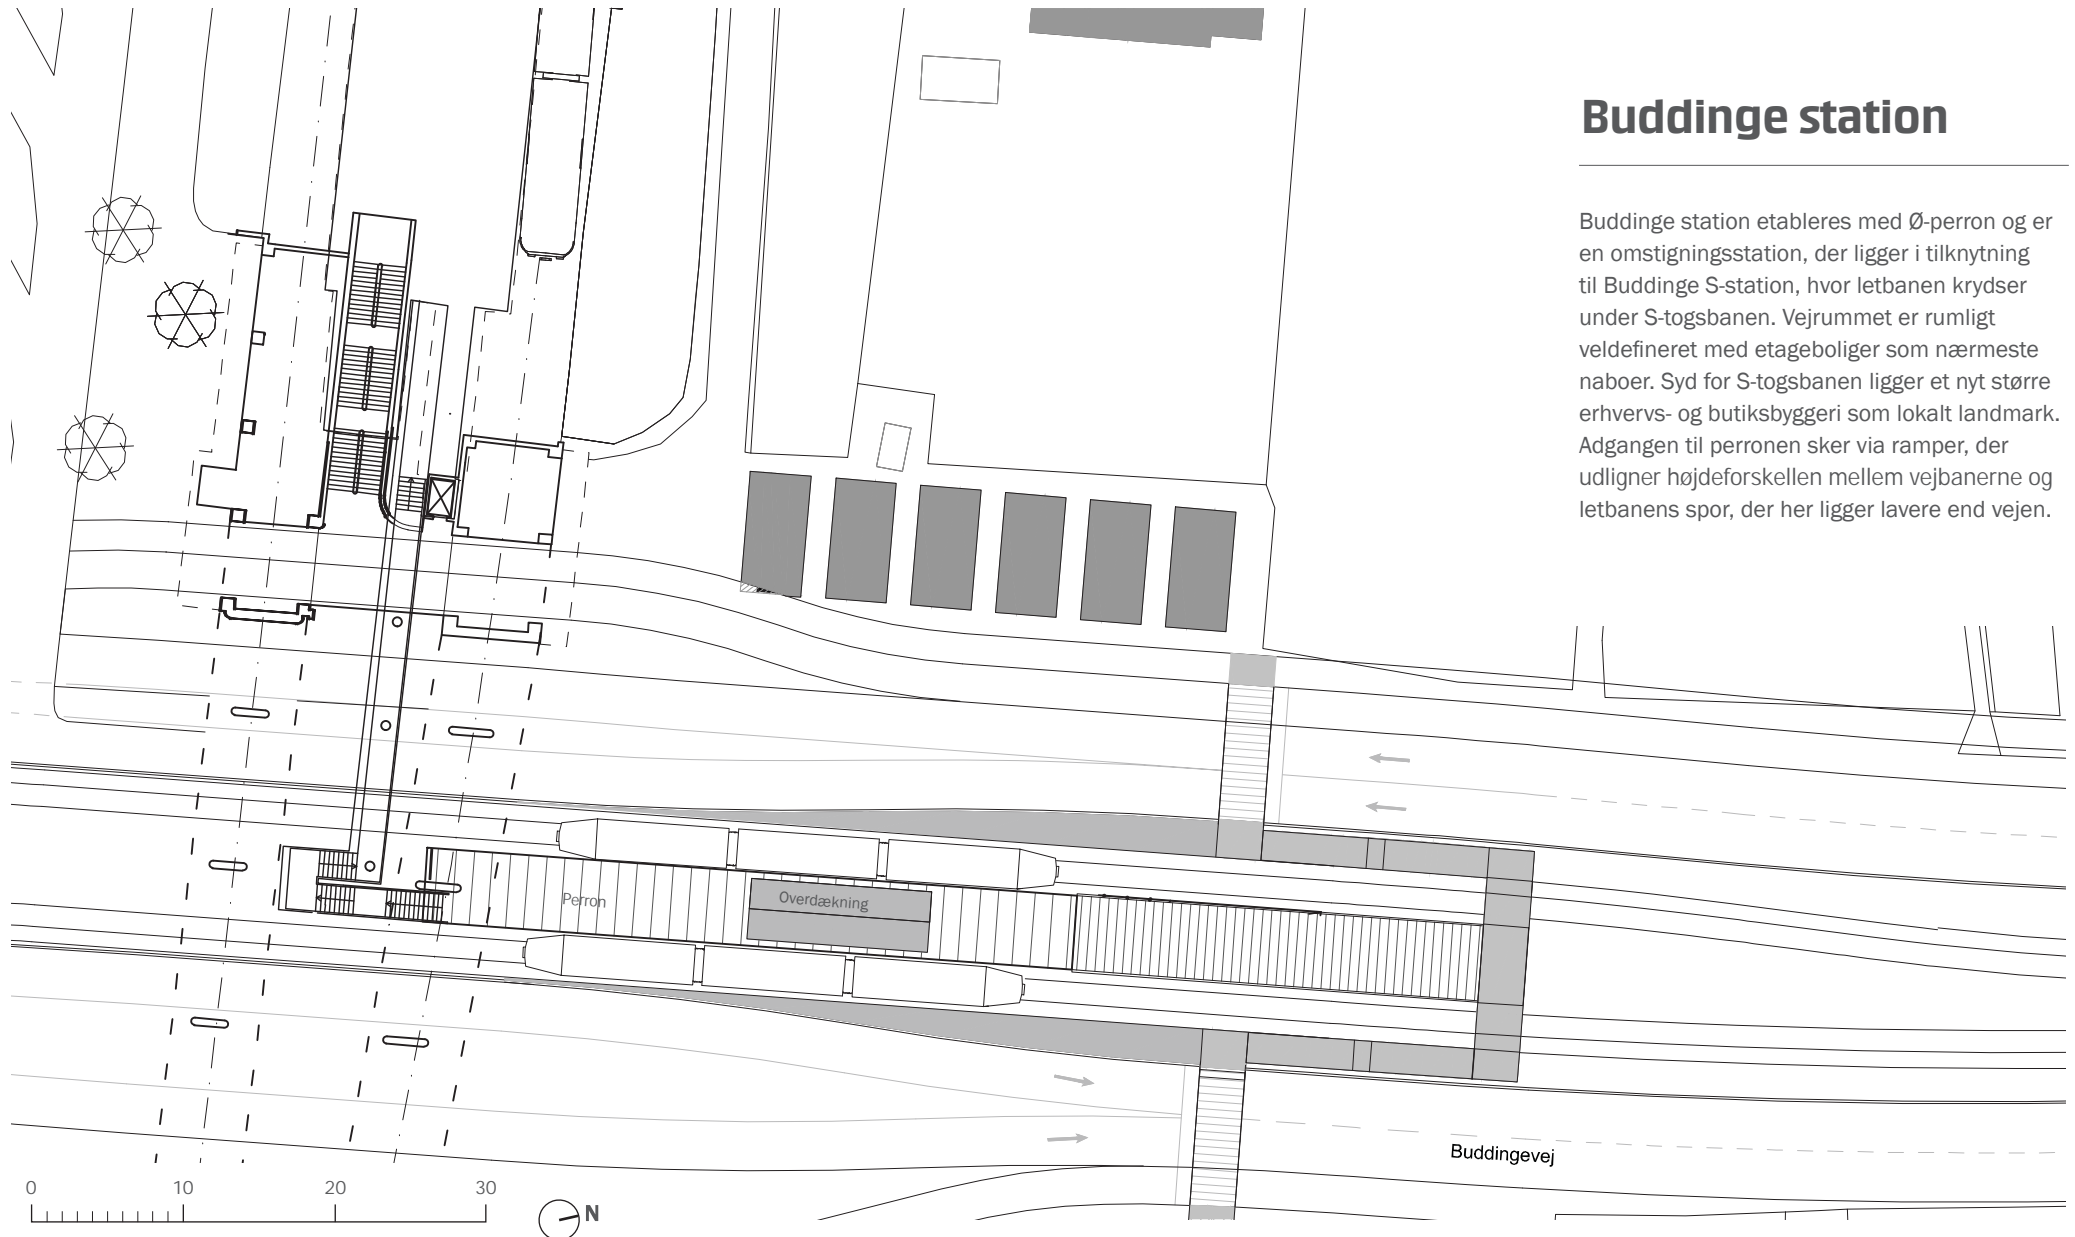 Buddinge station
Buddinge station etableres med Ø-perron og er
en omstigningsstation, der ligger i tilknytning
til Buddinge S-station, hvor letbanen krydser
under S-togsbanen. Vejrummet er rumligt
veldefineret med etageboliger som nærmeste
naboer. Syd for S-togsbanen ligger et nyt større
erhvervs- og butiksbyggeri som lokalt landmark.
Adgangen til perronen sker via ramper, der
udligner højdeforskellen mellem vejbanerne og
letbanens spor, der her ligger lavere end vejen.
Perron
Overdækning
Buddingevej
0 10 20 30
N